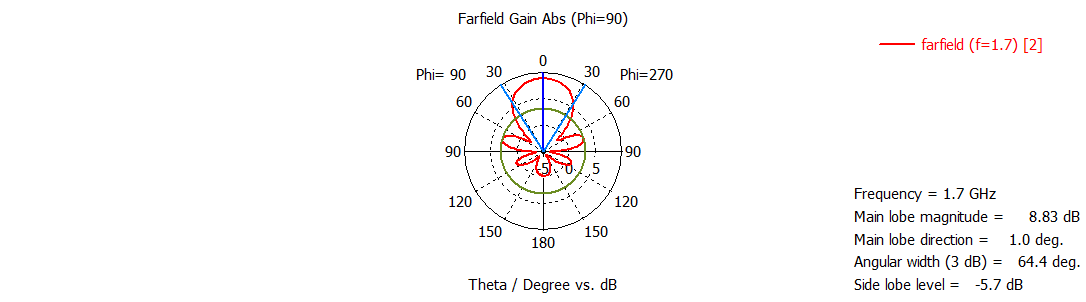 Farfield Gain Abs (Phi=90)
farfield (f=1.7) [2]
0
Phi= 90 30 30 Phi=270
60 60
90 90
-5 0 5
120 120
150 150
180
Frequency = 1.7 GHz
Main lobe magnitude = 8.83 dB
Main lobe direction = 1.0 deg.
Angular width (3 dB) = 64.4 deg.
Side lobe level = -5.7 dB
Theta / Degree vs. dB